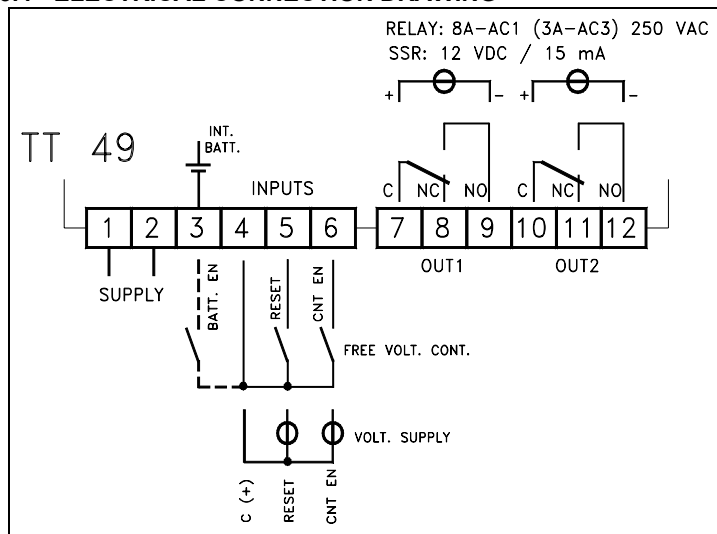 RELAY: 8A-AC1 (3A-AC3) 250 VAC
SSR: 12 VDC / 15 mA
+ - + -
TT 49
INT.
BATT.
INPUTS
C NC NO C NC NO
1 2 3 4 5 6 7 8 9 10 11 12
SUPPLY
OUT1 OUT2
BATT. EN
RESET
CNT EN
FREE VOLT. CONT.
VOLT. SUPPLY
C (+)
RESET
CNT EN